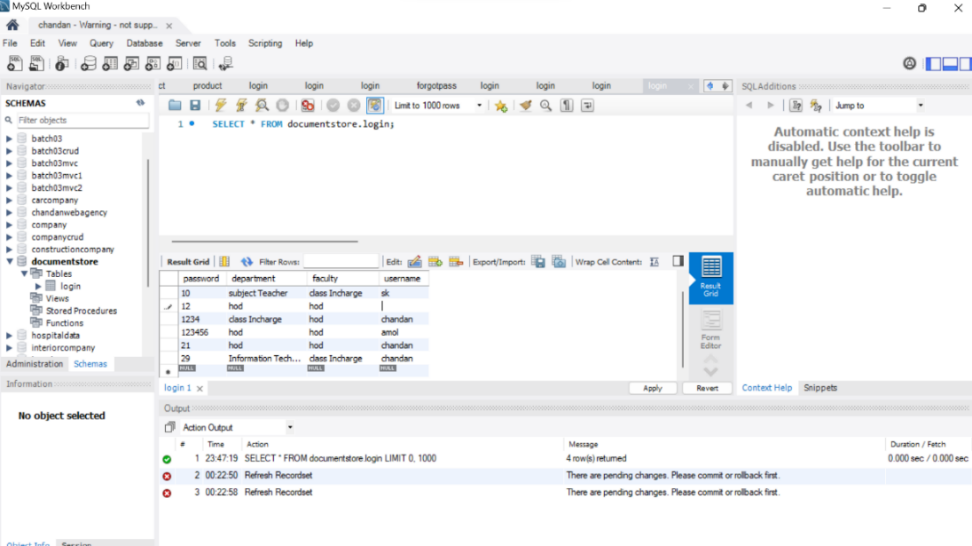 MySQL Workbench
chandan - Warning - not supp... ×
File Edit View Query Database Server Tools Scripting Help
Navigator
SCHEMAS
Filter objects
batch03
batch03crud
batch03mvc
batch03mvc1
batch03mvc2
carcompany
chandanwebagency
company
companycrud
constructioncompany
documentstore
Tables
login
Views
Stored Procedures
Functions
hospitaldata
interiorcompany
Administration Schemas
Information
No object selected
Object Info Session
ct product login login login forgotpass login login login login
Limit to 1000 rows
1 SELECT * FROM documentstore.login;
Result Grid Filter Rows: Edit: Export/Import: Wrap Cell Content:
password department faculty username
10 subject Teacher class Incharge sk
12 hod hod
1234 class Incharge hod chandan
123456 hod hod amol
21 hod hod chandan
29 Information Tech... class Incharge chandan
NULL NULL NULL NULL
Result
Grid
Form
Editor
login 1 × Apply Revert
SQLAdditions
Jump to
Automatic context help is
disabled. Use the toolbar to
manually get help for the current
caret position or to toggle
automatic help.
Context Help Snippets
Output
Action Output
# Time Action Message Duration / Fetch
1 23:47:19 SELECT * FROM documentstore.login LIMIT 0, 1000 4 row(s) returned 0.000 sec / 0.000 sec
2 00:22:50 Refresh Recordset There are pending changes. Please commit or rollback first.
3 00:22:58 Refresh Recordset There are pending changes. Please commit or rollback first.